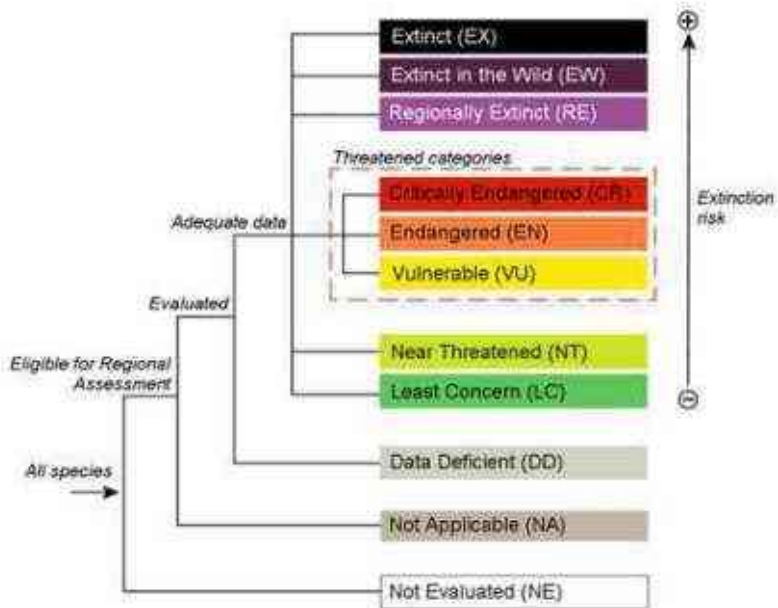 Extinct (EX)
Extinct in the Wild (EW)
Regionally Extinct (RE)
Threatened categories
Critically Endangered (CR)
Adequate data
Endangered (EN)
Extinction
risk
Vulnerable (VU)
Evaluated
Near Threatened (NT)
Eligible for Regional
Assessment
Least Concern (LC)
All species
Data Deficient (DD)
Not Applicable (NA)
Not Evaluated (NE)